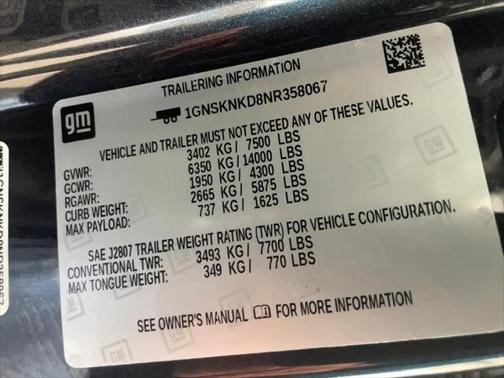 TRAILERING INFORMATION
gm
1GNSKNKD8NR358067
VEHICLE AND TRAILER MUST NOT EXCEED ANY OF THESE VALUES.
GVWR: 3402 KG / 7500 LBS
GCWR: 6350 KG / 14000 LBS
RGAWR: 1950 KG / 4300 LBS
CURB WEIGHT: 2665 KG / 5875 LBS
MAX PAYLOAD: 737 KG / 1625 LBS
SAE J2807 TRAILER WEIGHT RATING (TWR) FOR VEHICLE CONFIGURATION.
CONVENTIONAL TWR: 3493 KG / 7700 LBS
MAX TONGUE WEIGHT: 349 KG / 770 LBS
SEE OWNER'S MANUAL FOR MORE INFORMATION